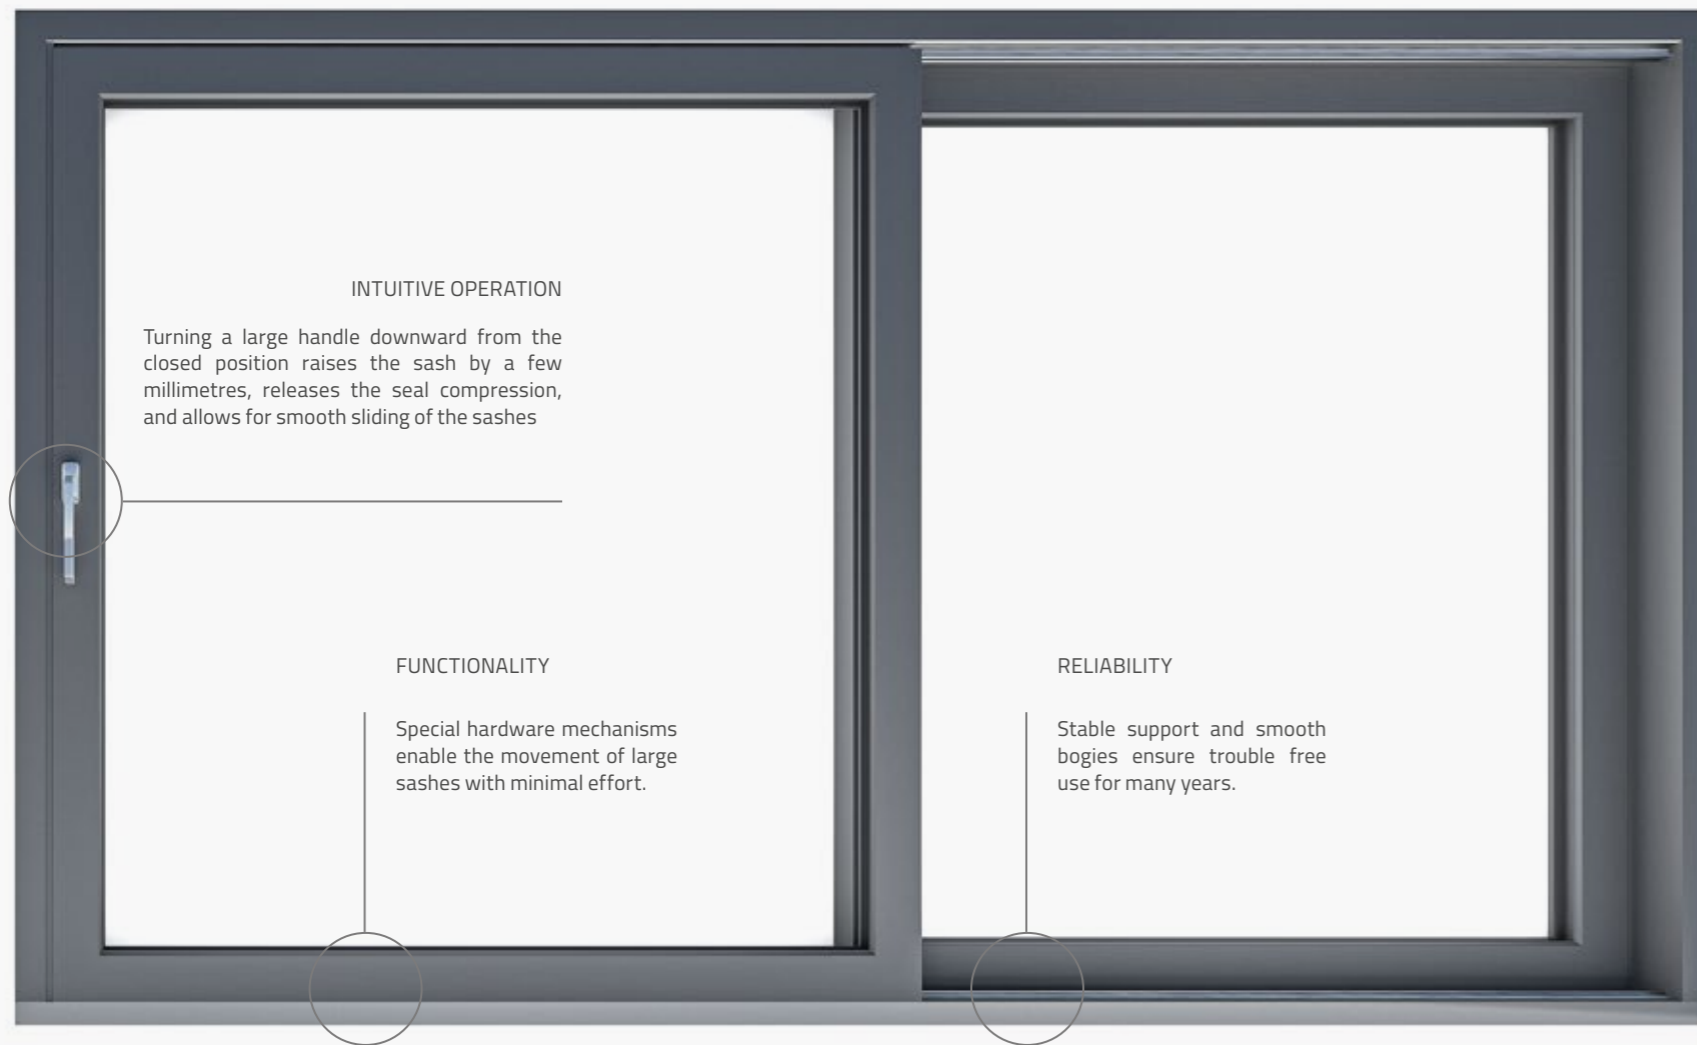 INTUITIVE OPERATION
Turning a large handle downward from the
closed position raises the sash by a few
millimetres, releases the seal compression,
and allows for smooth sliding of the sashes
FUNCTIONALITY
Special hardware mechanisms
enable the movement of large
sashes with minimal effort.
RELIABILITY
Stable support and smooth
bogies ensure trouble free
use for many years.